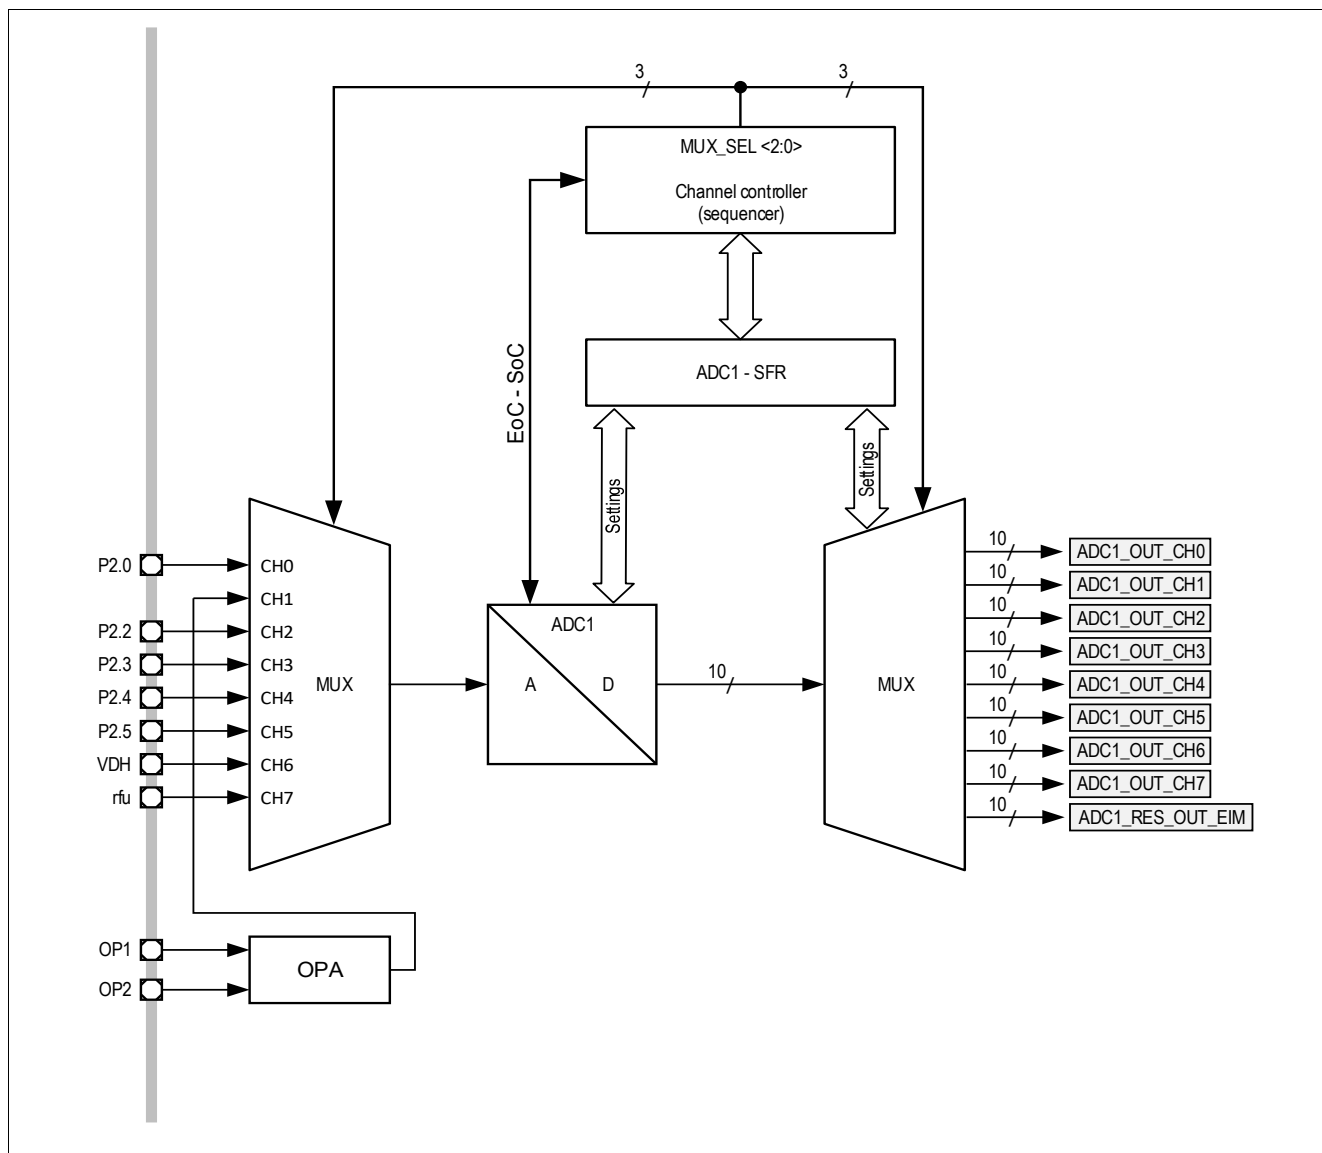 3
3
MUX_SEL <2:0>
Channel controller
(sequencer)
EoC - SoC
ADC1 - SFR
Settings
Settings
P2.0
P2.2
P2.3
P2.4
P2.5
VDH
rfu
CH0
CH1
CH2
CH3
CH4
CH5
CH6
CH7
MUX
ADC1
A
D
10
MUX
10
ADC1_OUT_CH0
10
ADC1_OUT_CH1
10
ADC1_OUT_CH2
10
ADC1_OUT_CH3
10
ADC1_OUT_CH4
10
ADC1_OUT_CH5
10
ADC1_OUT_CH6
10
ADC1_OUT_CH7
10
ADC1_RES_OUT_EIM
OP1
OP2
OPA